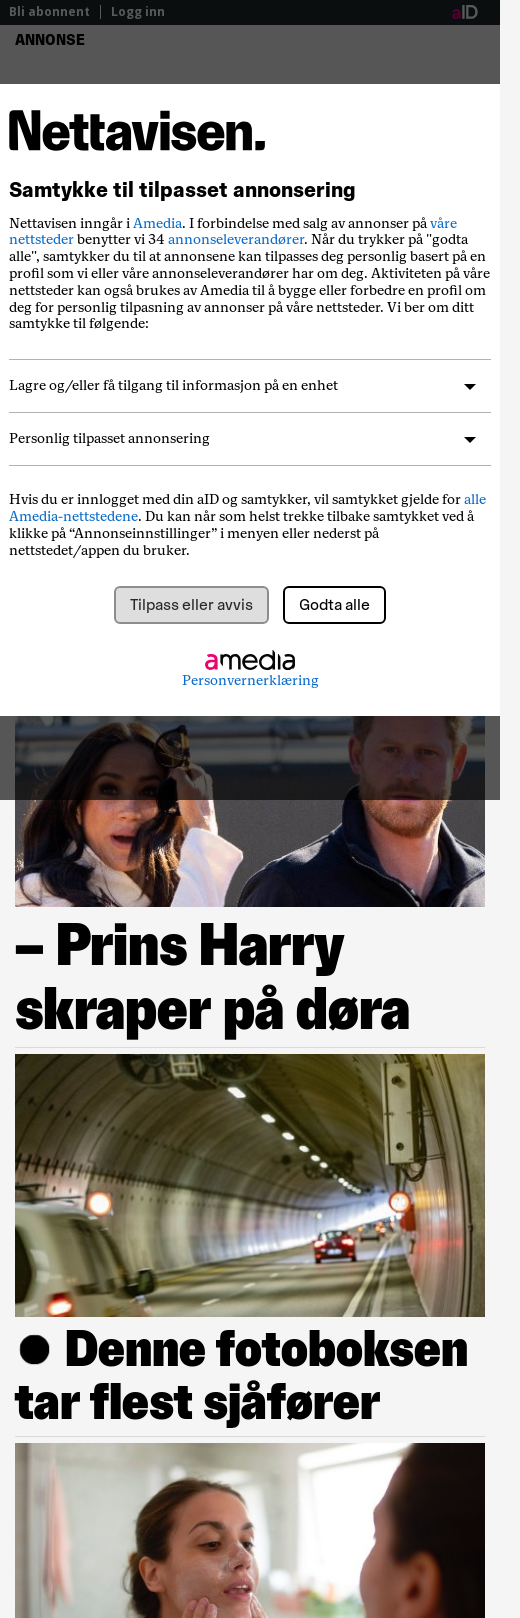 Bli abonnent | Logg inn
aID
ANNONSE
Nettavisen.
Samtykke til tilpasset annonsering
Nettavisen inngår i Amedia. I forbindelse med salg av annonser på våre
nettsteder benytter vi 34 annonseleverandører. Når du trykker på "godta
alle", samtykker du til at annonsene kan tilpasses deg personlig basert på en
profil som vi eller våre annonseleverandører har om deg. Aktiviteten på våre
nettsteder kan også brukes av Amedia til å bygge eller forbedre en profil om
deg for personlig tilpasning av annonser på våre nettsteder. Vi ber om ditt
samtykke til følgende:
Lagre og/eller få tilgang til informasjon på en enhet
Personlig tilpasset annonsering
Hvis du er innlogget med din aID og samtykker, vil samtykket gjelde for alle
Amedia-nettstedene. Du kan når som helst trekke tilbake samtykket ved å
klikke på “Annonseinnstillinger” i menyen eller nederst på
nettstedet/appen du bruker.
Tilpass eller avvis
Godta alle
amedia
Personvernerklæring
– Prins Harry
skraper på døra
● Denne fotoboksen
tar flest sjåfører